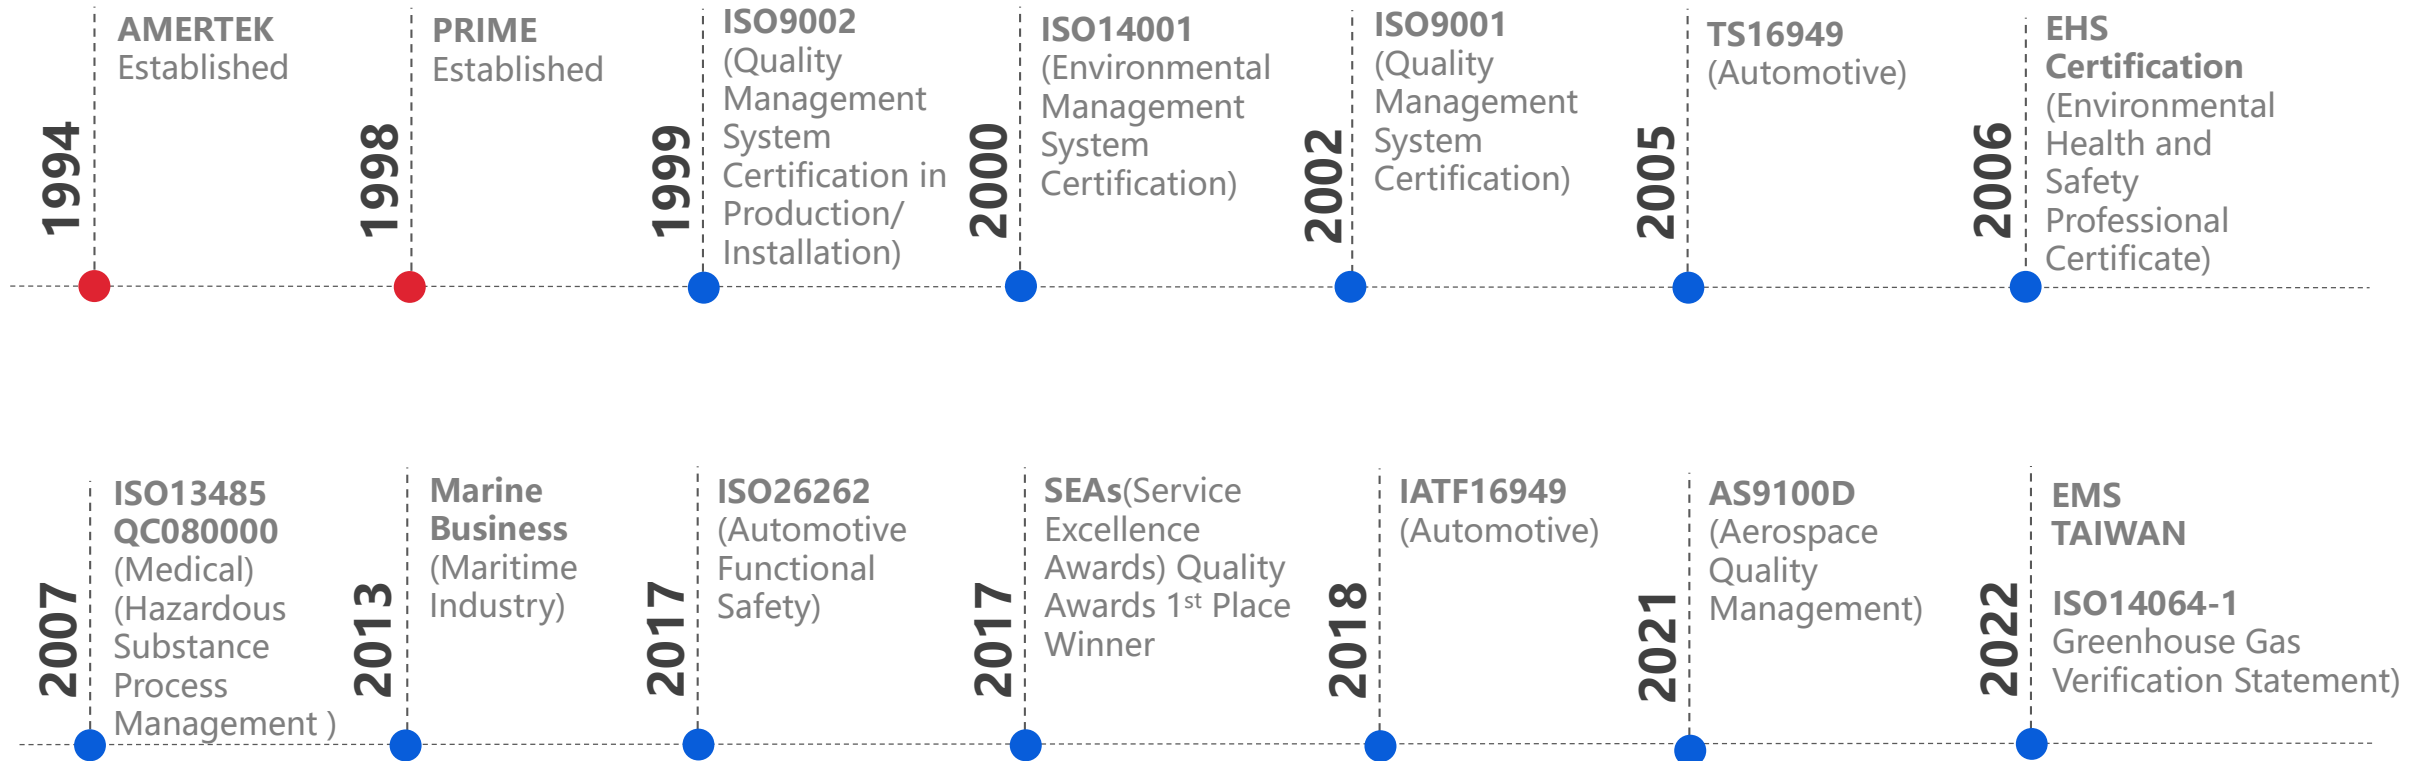 1994
AMERTEK
Established
1998
PRIME
Established
1999
ISO9002
(Quality
Management
System
Certification in
Production/
Installation)
2000
ISO14001
(Environmental
Management
System
Certification)
2002
ISO9001
(Quality
Management
System
Certification)
2005
TS16949
(Automotive)
2006
EHS
Certification
(Environmental
Health and
Safety
Professional
Certificate)
2007
ISO13485
QC080000
(Medical)
(Hazardous
Substance
Process
Management )
2013
Marine
Business
(Maritime
Industry)
2017
ISO26262
(Automotive
Functional
Safety)
2017
SEAs(Service
Excellence
Awards) Quality
Awards 1st Place
Winner
2018
IATF16949
(Automotive)
2021
AS9100D
(Aerospace
Quality
Management)
2022
EMS
TAIWAN
ISO14064-1
Greenhouse Gas
Verification Statement)